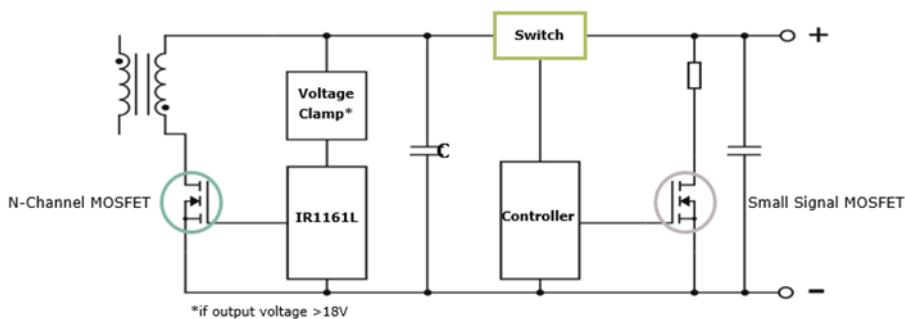 Switch
+
Voltage
Clamp*
C
N-Channel MOSFET
IR1161L
Controller
Small Signal MOSFET
–
*if output voltage >18V